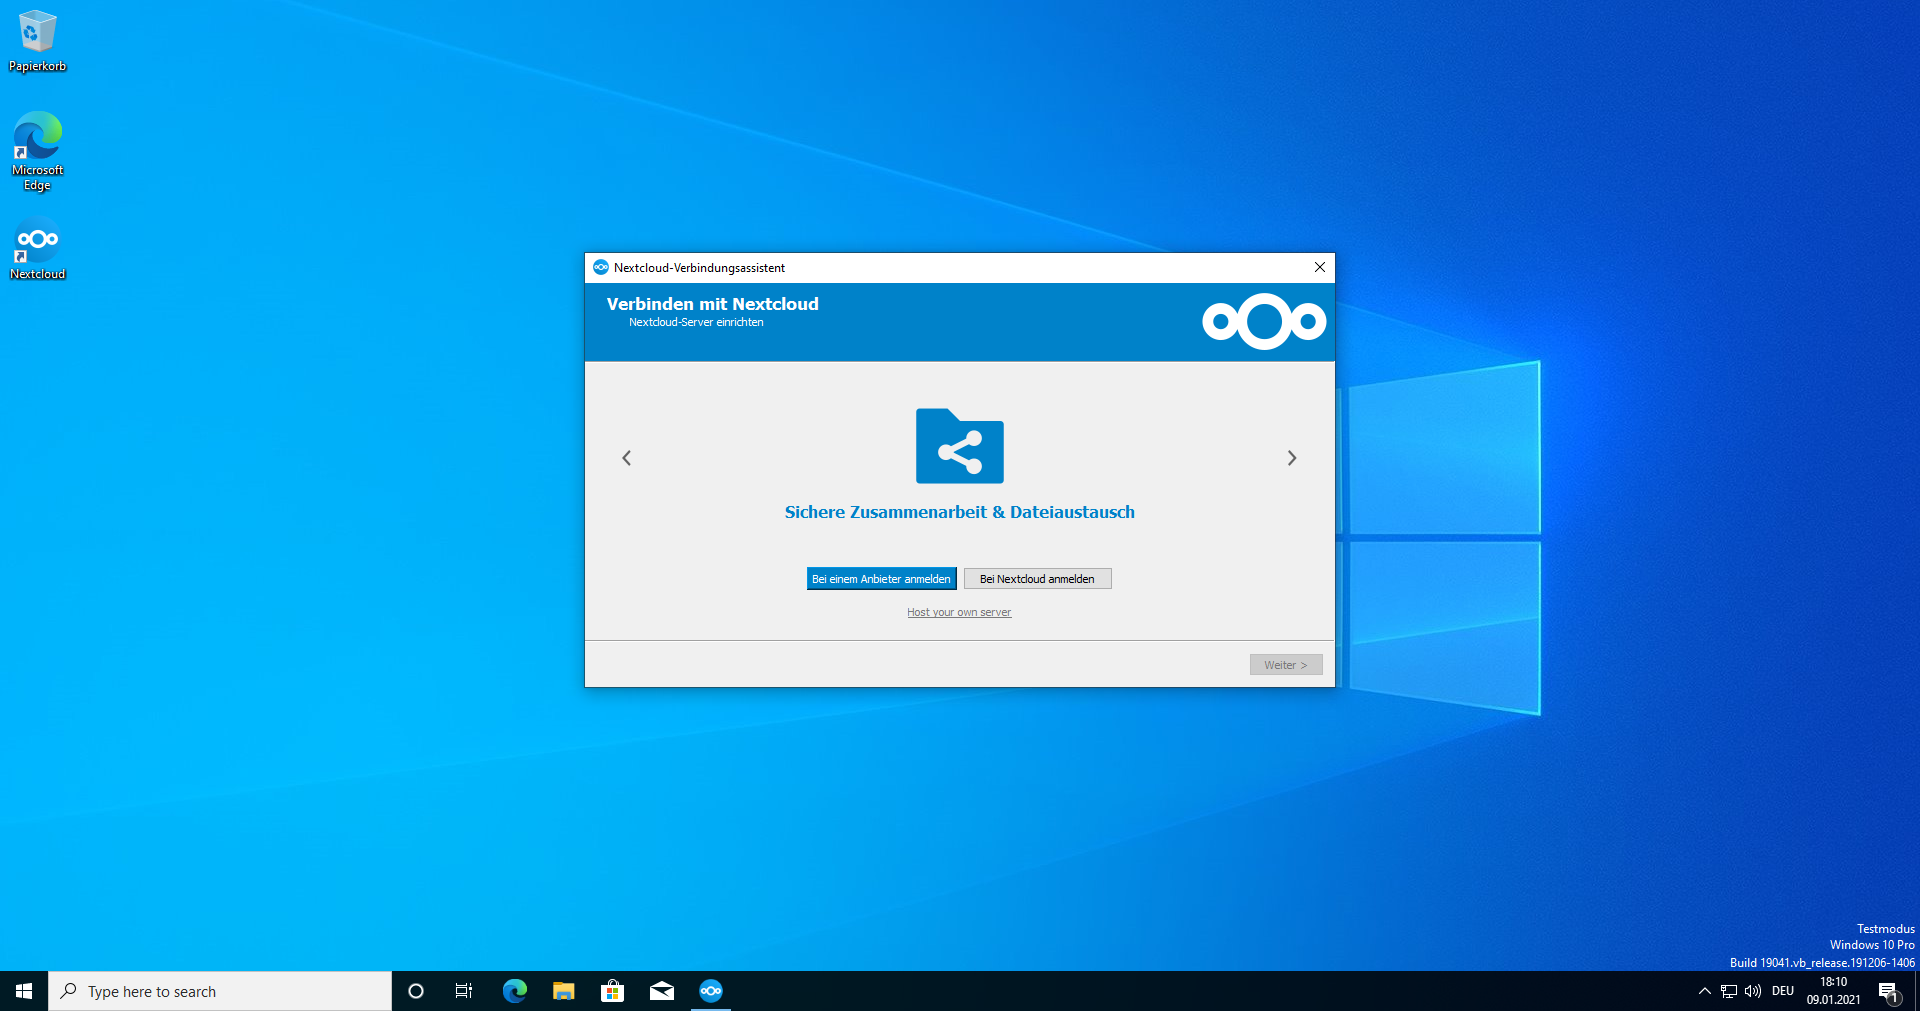 Papierkorb
Microsoft
Edge
Nextcloud
Nextcloud-Verbindungsassistent
Verbinden mit Nextcloud
Nextcloud-Server einrichten
Sichere Zusammenarbeit & Dateiaustausch
Bei einem Anbieter anmelden
Bei Nextcloud anmelden
Host your own server
Weiter >
Testmodus
Windows 10 Pro
Build 19041.vb_release.191206-1406
Type here to search
DEU
18:10
09.01.2021
1